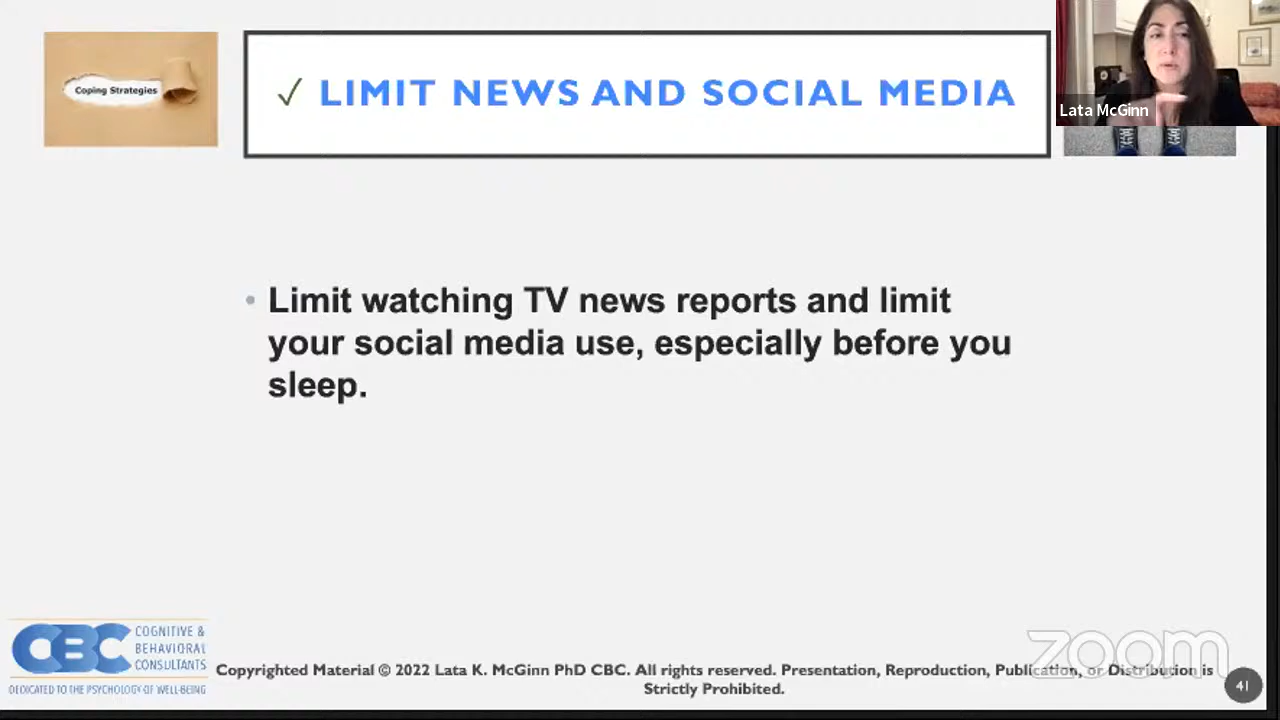 Coping Strategies
✓ LIMIT NEWS AND SOCIAL MEDIA
Lata McGinn
• Limit watching TV news reports and limit
your social media use, especially before you
sleep.
CBC
COGNITIVE &
BEHAVIORAL
CONSULTANTS
DEDICATED TO THE PSYCHOLOGY OF WELL-BEING
Copyrighted Material © 2022 Lata K. McGinn PhD CBC. All rights reserved. Presentation, Reproduction, Publication, or Distribution is
Strictly Prohibited.
zoom
41